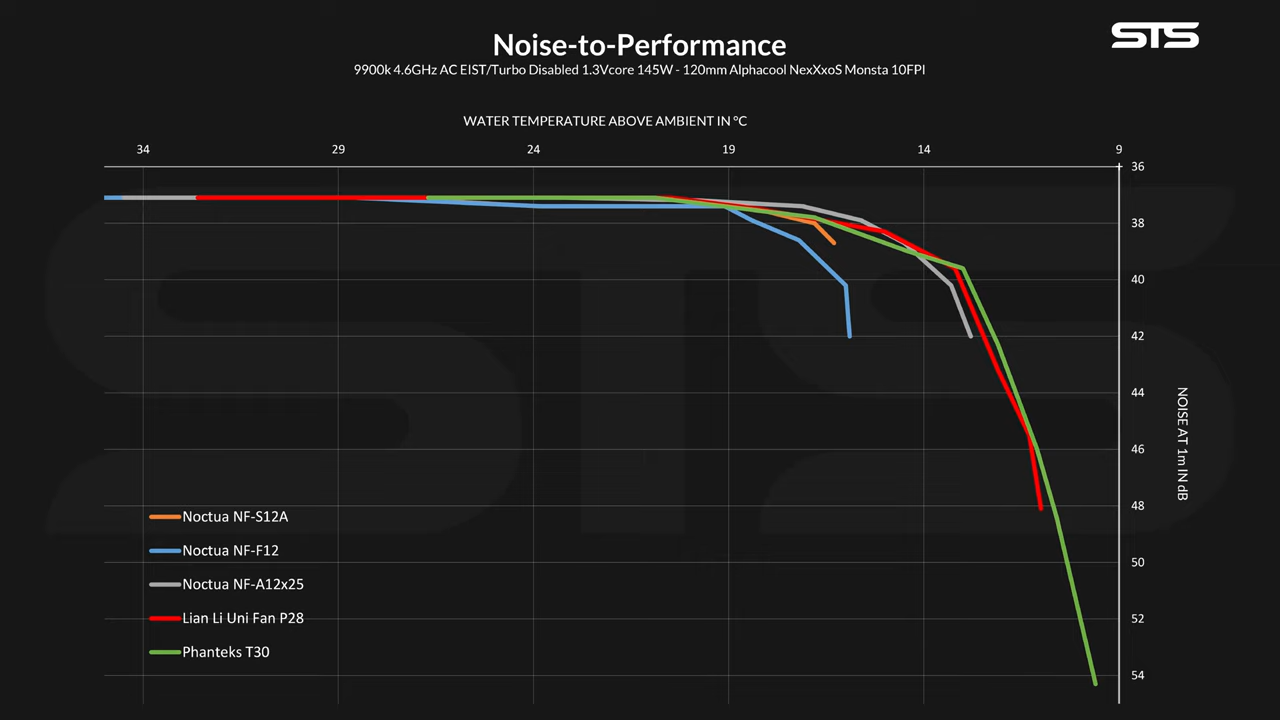 STS
Noise-to-Performance
9900k 4.6GHz AC EIST/Turbo Disabled 1.3Vcore 145W - 120mm Alphacool NexXxoS Monsta 10FPI
WATER TEMPERATURE ABOVE AMBIENT IN °C
34 29 24 19 14 9
36
38
40
42
44
46
48
50
52
54
NOISE AT 1m IN dB
Noctua NF-S12A
Noctua NF-F12
Noctua NF-A12x25
Lian Li Uni Fan P28
Phanteks T30
STS